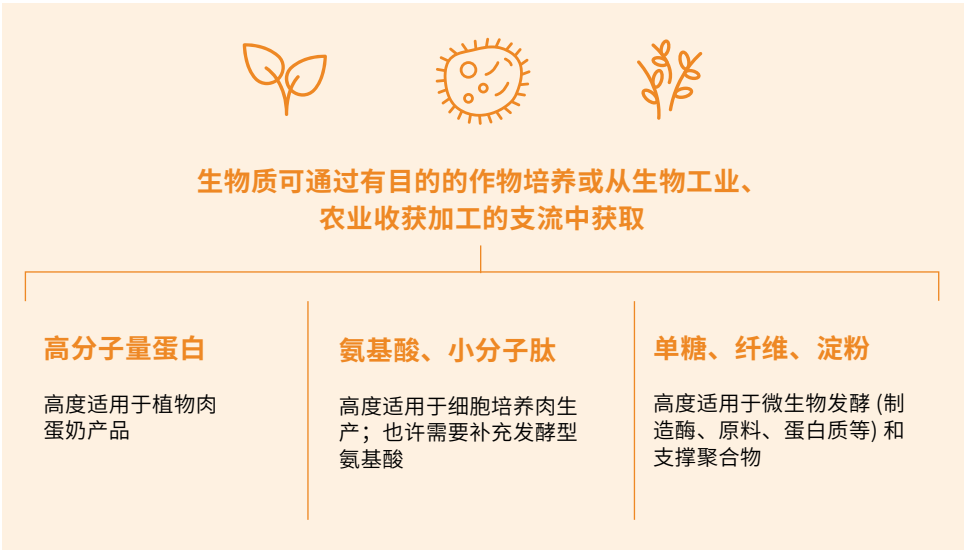 生物质可通过有目的的作物培养或从生物工业、
农业收获加工的支流中获取
高分子量蛋白
高度适用于植物肉
蛋奶产品
氨基酸、小分子肽
高度适用于细胞培养肉生
产；也许需要补充发酵型
氨基酸
单糖、纤维、淀粉
高度适用于微生物发酵 (制
造酶、原料、蛋白质等) 和
支撑聚合物